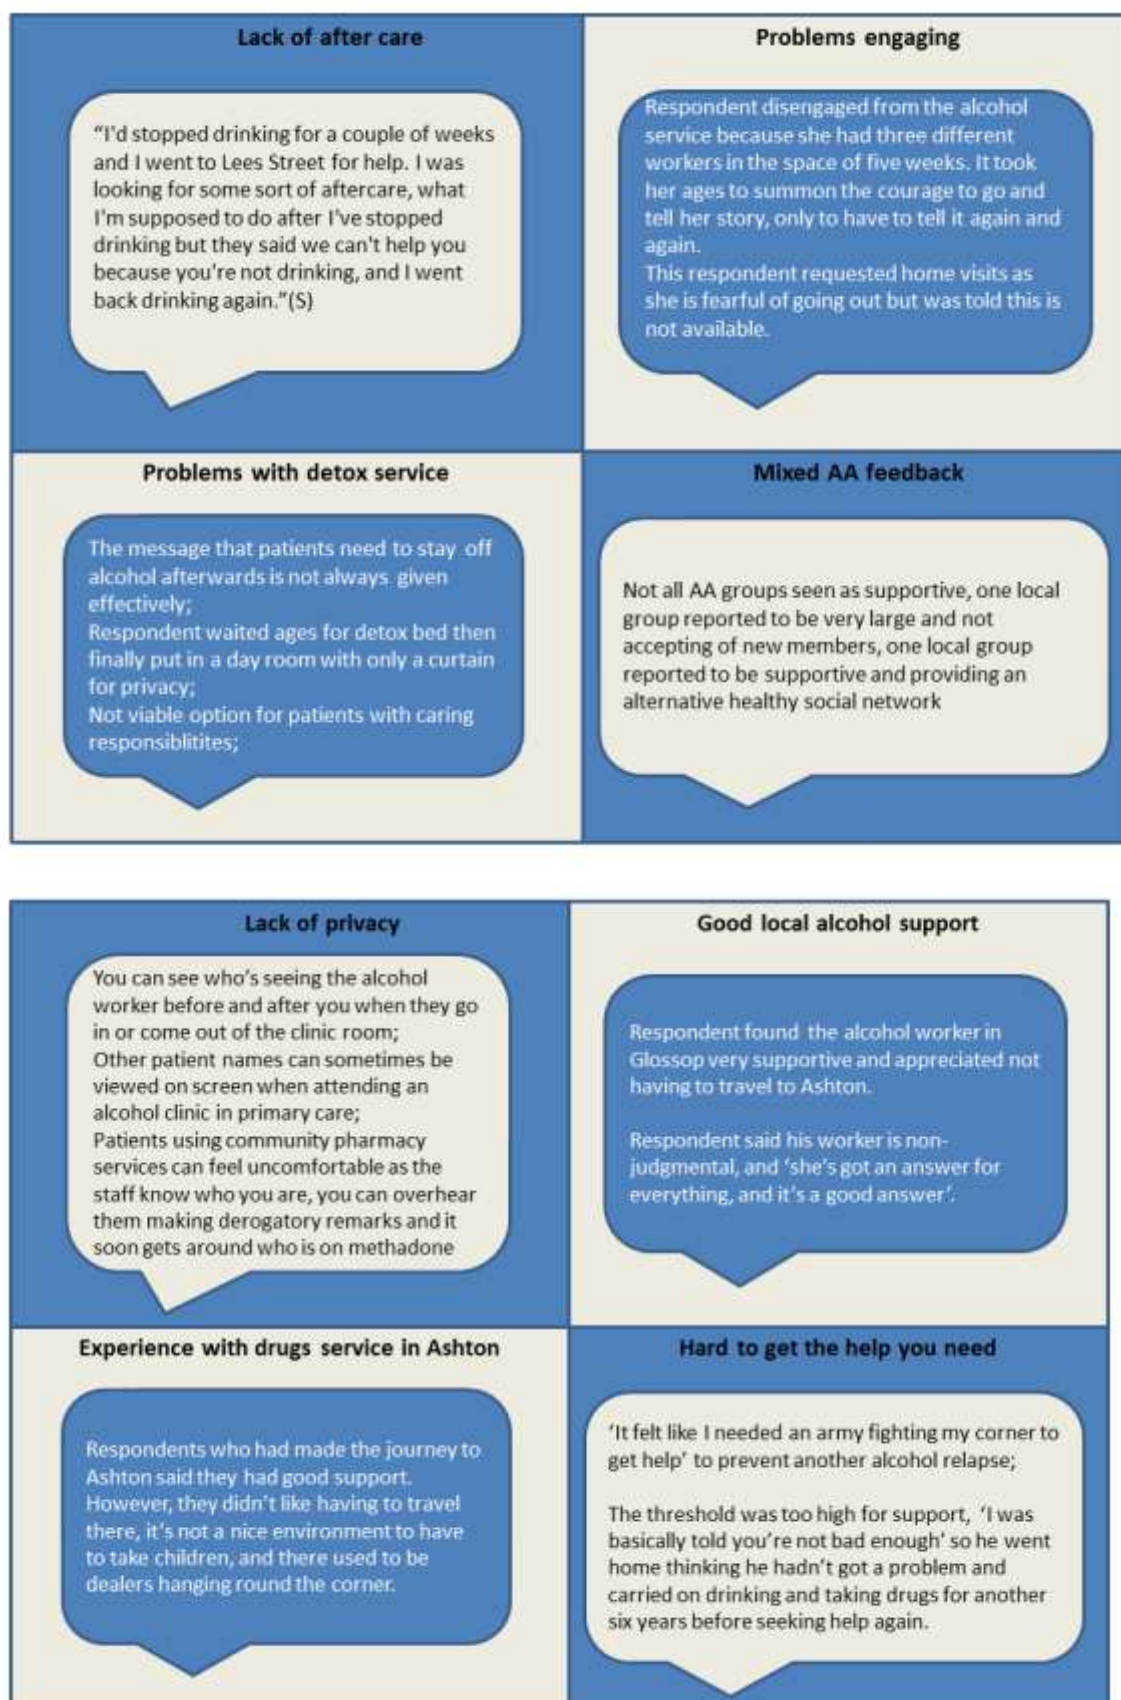 Lack of after care
"I'd stopped drinking for a couple of weeks
and I went to Lees Street for help. I was
looking for some sort of aftercare, what
I'm supposed to do after I've stopped
drinking but they said we can't help you
because you're not drinking, and I went
back drinking again."(S)
Problems engaging
Respondent disengaged from the alcohol
service because she had three different
workers in the space of five weeks. It took
her ages to summon the courage to go and
tell her story, only to have to tell it again and
again.
This respondent requested home visits as
she is fearful of going out but was told this is
not available.
Problems with detox service
The message that patients need to stay off
alcohol afterwards is not always given
effectively;
Respondent waited ages for detox bed then
finally put in a day room with only a curtain
for privacy;
Not viable option for patients with caring
responsiblitites;
Mixed AA feedback
Not all AA groups seen as supportive, one local
group reported to be very large and not
accepting of new members, one local group
reported to be supportive and providing an
alternative healthy social network
Lack of privacy
You can see who's seeing the alcohol
worker before and after you when they go
in or come out of the clinic room;
Other patient names can sometimes be
viewed on screen when attending an
alcohol clinic in primary care;
Patients using community pharmacy
services can feel uncomfortable as the
staff know who you are, you can overhear
them making derogatory remarks and it
soon gets around who is on methadone
Good local alcohol support
Respondent found the alcohol worker in
Glossop very supportive and appreciated not
having to travel to Ashton.
Respondent said his worker is non-
judgmental, and 'she's got an answer for
everything, and it's a good answer'.
Experience with drugs service in Ashton
Respondents who had made the journey to
Ashton said they had good support.
However, they didn't like having to travel
there, it's not a nice environment to have
to take children, and there used to be
dealers hanging round the corner.
Hard to get the help you need
'It felt like I needed an army fighting my corner to
get help' to prevent another alcohol relapse;
The threshold was too high for support, 'I was
basically told you're not bad enough' so he went
home thinking he hadn't got a problem and
carried on drinking and taking drugs for another
six years before seeking help again.